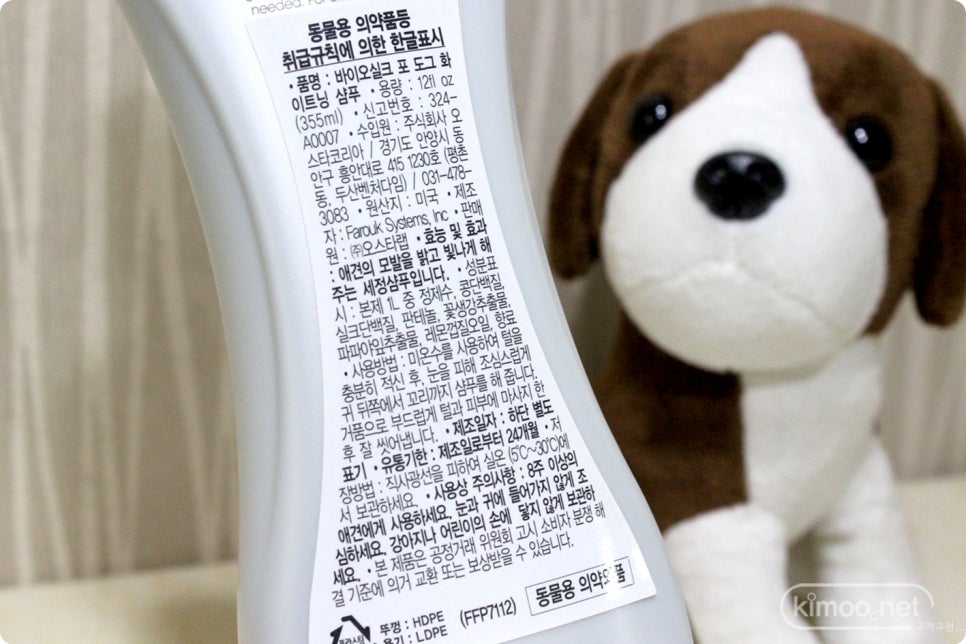 needed. For
동물용 의약품등
취급규칙에 의한 한글표시
• 품명 : 바이오실크 포 도그 화
이트닝 샴푸 • 용량 : 12fl oz
(355ml) • 신고번호 : 324-
A0007 • 수입원 : 주식회사 오
스타코리아 / 경기도 안양시 동
안구 흥안대로 415 1230호 (평촌
동, 두산벤처다임) / 031-478-
3083 • 원산지 : 미국 • 제조
자 : Farouk Systems, Inc • 판매
원 : ㈜오스타랩 • 효능 및 효과
: 애견의 모발을 밝고 빛나게 해
주는 세정샴푸입니다. • 성분표
시 : 본제 1L 중 정제수, 콩단백질,
실크단백질, 판테놀, 꽃생강추출물,
파파야잎추출물, 레몬껍질오일, 향료
• 사용방법 : 미온수를 사용하여 털을
충분히 적신 후, 눈을 피해 조심스럽게
귀 뒤쪽에서 꼬리까지 샴푸를 해 줍니다.
거품으로 부드럽게 털과 피부에 마사지 한
후 잘 씻어냅니다. • 제조일자 : 하단 별도
표기 • 유통기한 : 제조일로부터 24개월 • 저
장방법 : 직사광선을 피하여 실온 (5℃~30℃)에
서 보관하세요. • 사용상 주의사항 : 8주 이상의
애견에게 사용하세요. 눈과 귀에 들어가지 않게 조
심하세요. 강아지나 어린이의 손에 닿지 않게 보관하
세요. • 본 제품은 공정거래 위원회 고시 소비자 분쟁 해
결 기준에 의거 교환 또는 보상받을 수 있습니다.
뚜껑 : HDPE (FFP7112) 동물용 의약외품
용기 : LDPE
플라스틱
kimoo.net
그저그런...